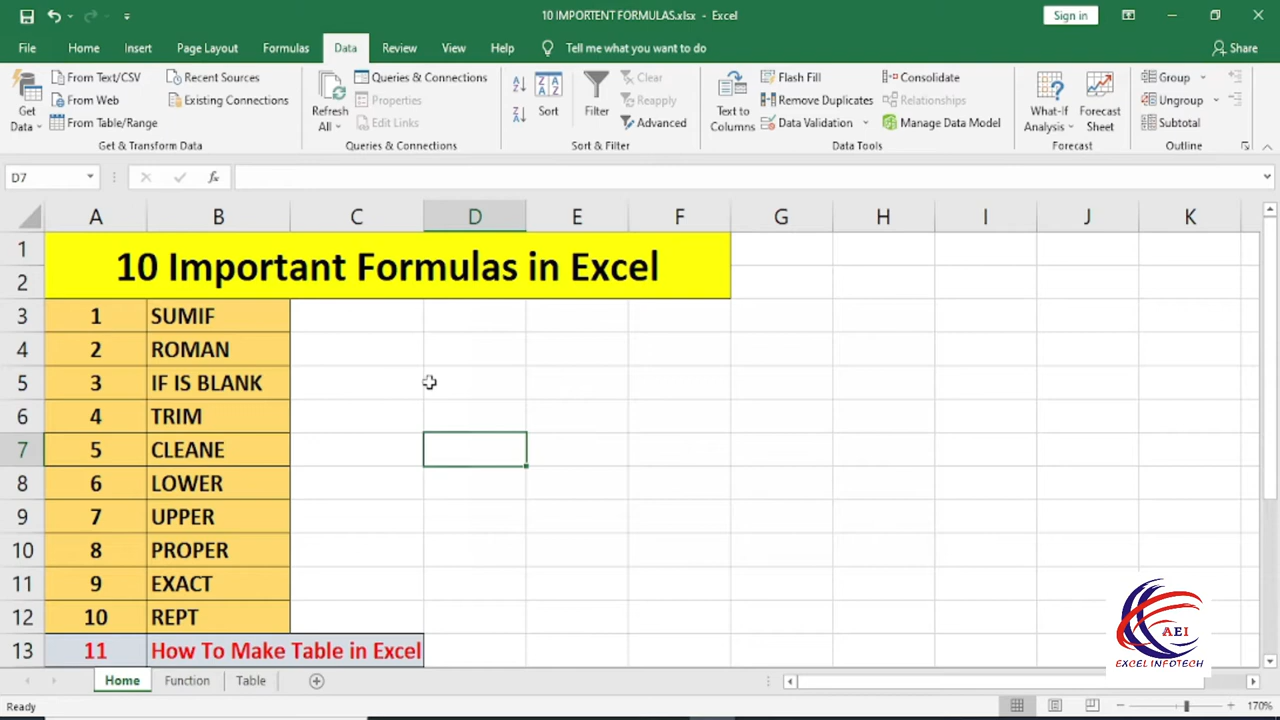 10 IMPORTENT FORMULAS.xlsx - Excel
Sign in
File Home Insert Page Layout Formulas Data Review View Help Tell me what you want to do Share
Get Data
From Text/CSV
From Web
From Table/Range
Recent Sources
Existing Connections
Get & Transform Data
Refresh All
Queries & Connections
Properties
Edit Links
Queries & Connections
Sort
Filter
Clear
Reapply
Advanced
Sort & Filter
Text to Columns
Flash Fill
Remove Duplicates
Data Validation
Consolidate
Relationships
Manage Data Model
Data Tools
What-If Analysis
Forecast Sheet
Forecast
Group
Ungroup
Subtotal
Outline
D7
fx
A B C D E F G H I J K
1
2
10 Important Formulas in Excel
3 1 SUMIF
4 2 ROMAN
5 3 IF IS BLANK
6 4 TRIM
7 5 CLEANE
8 6 LOWER
9 7 UPPER
10 8 PROPER
11 9 EXACT
12 10 REPT
13 11 How To Make Table in Excel
AEI
EXCEL INFOTECH
Home Function Table
Ready
170%